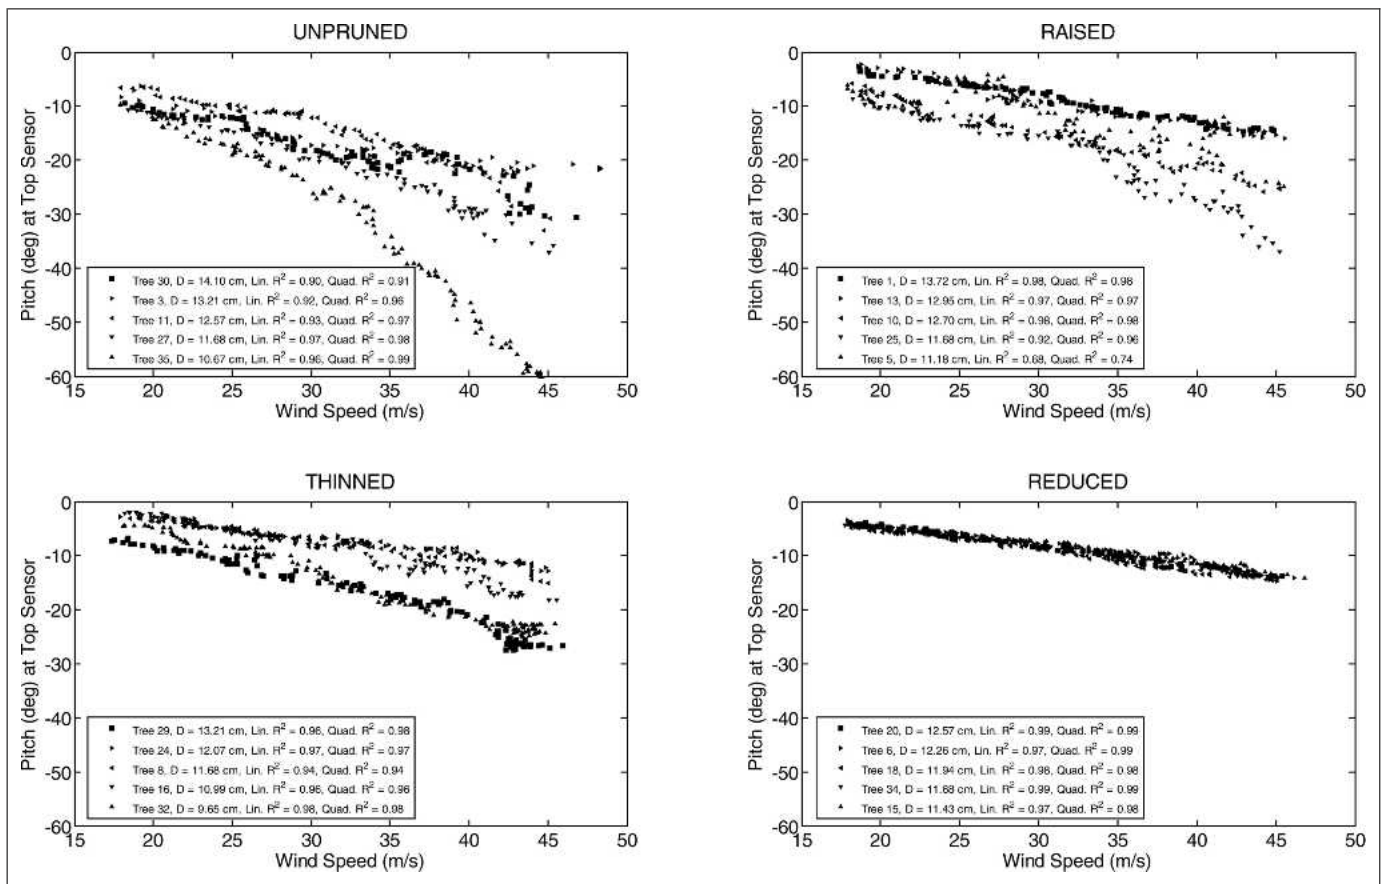 UNPRUNED
0
-10
-20
-30
-40
-50
-60
Pitch (deg) at Top Sensor
Tree 30, D = 14.10 cm, Lin. R² = 0.90, Quad. R² = 0.91
Tree 3, D = 13.21 cm, Lin. R² = 0.92, Quad. R² = 0.96
Tree 11, D = 12.57 cm, Lin. R² = 0.93, Quad. R² = 0.97
Tree 27, D = 11.68 cm, Lin. R² = 0.97, Quad. R² = 0.98
Tree 35, D = 10.67 cm, Lin. R² = 0.96, Quad. R² = 0.99
15 20 25 30 35 40 45 50
Wind Speed (m/s)
RAISED
0
-10
-20
-30
-40
-50
-60
Pitch (deg) at Top Sensor
Tree 1, D = 13.72 cm, Lin. R² = 0.98, Quad. R² = 0.98
Tree 13, D = 12.95 cm, Lin. R² = 0.97, Quad. R² = 0.97
Tree 10, D = 12.70 cm, Lin. R² = 0.98, Quad. R² = 0.98
Tree 25, D = 11.68 cm, Lin. R² = 0.92, Quad. R² = 0.96
Tree 5, D = 11.18 cm, Lin. R² = 0.68, Quad. R² = 0.74
15 20 25 30 35 40 45 50
Wind Speed (m/s)
THINNED
0
-10
-20
-30
-40
-50
-60
Pitch (deg) at Top Sensor
Tree 29, D = 13.21 cm, Lin. R² = 0.96, Quad. R² = 0.98
Tree 24, D = 12.07 cm, Lin. R² = 0.97, Quad. R² = 0.97
Tree 8, D = 11.68 cm, Lin. R² = 0.94, Quad. R² = 0.94
Tree 16, D = 10.99 cm, Lin. R² = 0.96, Quad. R² = 0.96
Tree 32, D = 9.65 cm, Lin. R² = 0.98, Quad. R² = 0.98
15 20 25 30 35 40 45 50
Wind Speed (m/s)
REDUCED
0
-10
-20
-30
-40
-50
-60
Pitch (deg) at Top Sensor
Tree 20, D = 12.57 cm, Lin. R² = 0.99, Quad. R² = 0.99
Tree 6, D = 12.26 cm, Lin. R² = 0.97, Quad. R² = 0.99
Tree 18, D = 11.94 cm, Lin. R² = 0.98, Quad. R² = 0.98
Tree 34, D = 11.68 cm, Lin. R² = 0.99, Quad. R² = 0.99
Tree 15, D = 11.43 cm, Lin. R² = 0.97, Quad. R² = 0.98
15 20 25 30 35 40 45 50
Wind Speed (m/s)